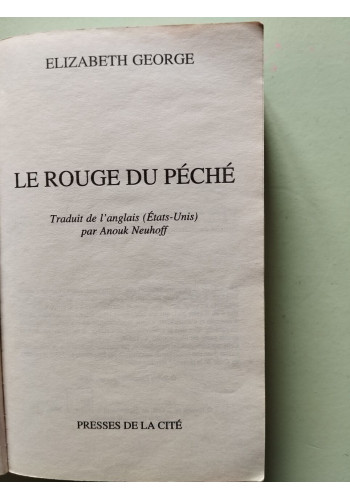 ELIZABETH GEORGE
LE ROUGE DU PÉCHÉ
Traduit de l'anglais (États-Unis)
par Anouk Neuhoff
PRESSES DE LA CITÉ